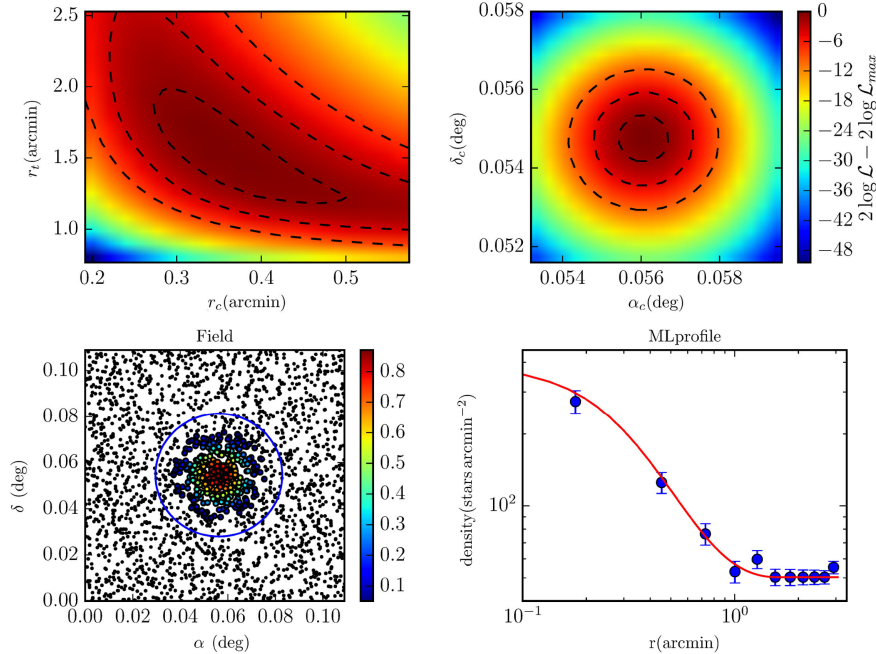 2.5
2.0
1.5
1.0
r_t(arcmin)
0.2 0.3 0.4 0.5
r_c(arcmin)
0.058
0.056
0.054
0.052
δ_c(deg)
0.054 0.056 0.058
α_c(deg)
0
−6
−12
−18
−24
−30
−36
−42
−48
2 log ℒ − 2 log ℒ_max
Field
0.10
0.08
0.06
0.04
0.02
0.00
δ (deg)
0.00 0.02 0.04 0.06 0.08 0.10
α (deg)
0.8
0.7
0.6
0.5
0.4
0.3
0.2
0.1
MLprofile
10²
density(stars arcmin⁻²)
10⁻¹ 10⁰
r(arcmin)